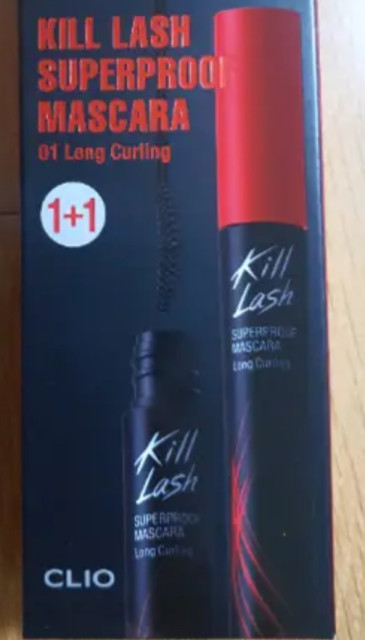 KILL LASH
SUPERPROOF
MASCARA
01 Long Curling
1+1
Kill
Lash
SUPERPROOF
MASCARA
Long Curling
Kill
Lash
SUPERPROOF
MASCARA
Long Curling
CLIO